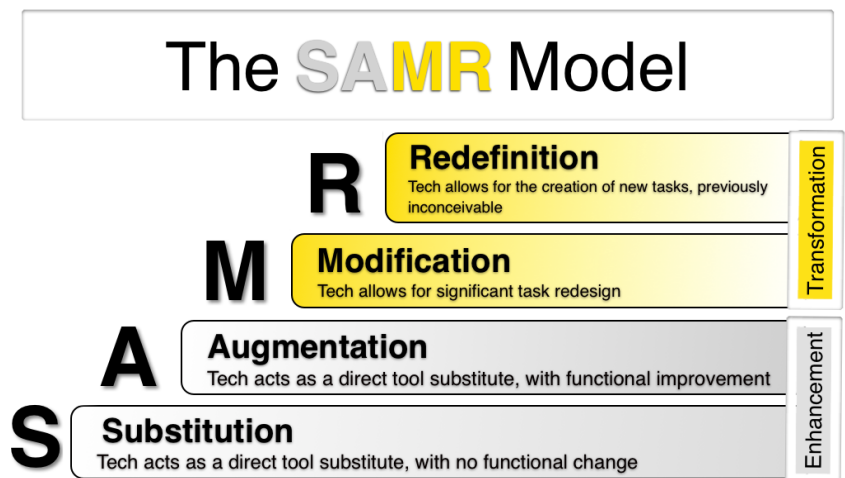 The SAMR Model
R
Redefinition
Tech allows for the creation of new tasks, previously
inconceivable
Transformation
M
Modification
Tech allows for significant task redesign
A
Augmentation
Tech acts as a direct tool substitute, with functional improvement
Enhancement
S
Substitution
Tech acts as a direct tool substitute, with no functional change